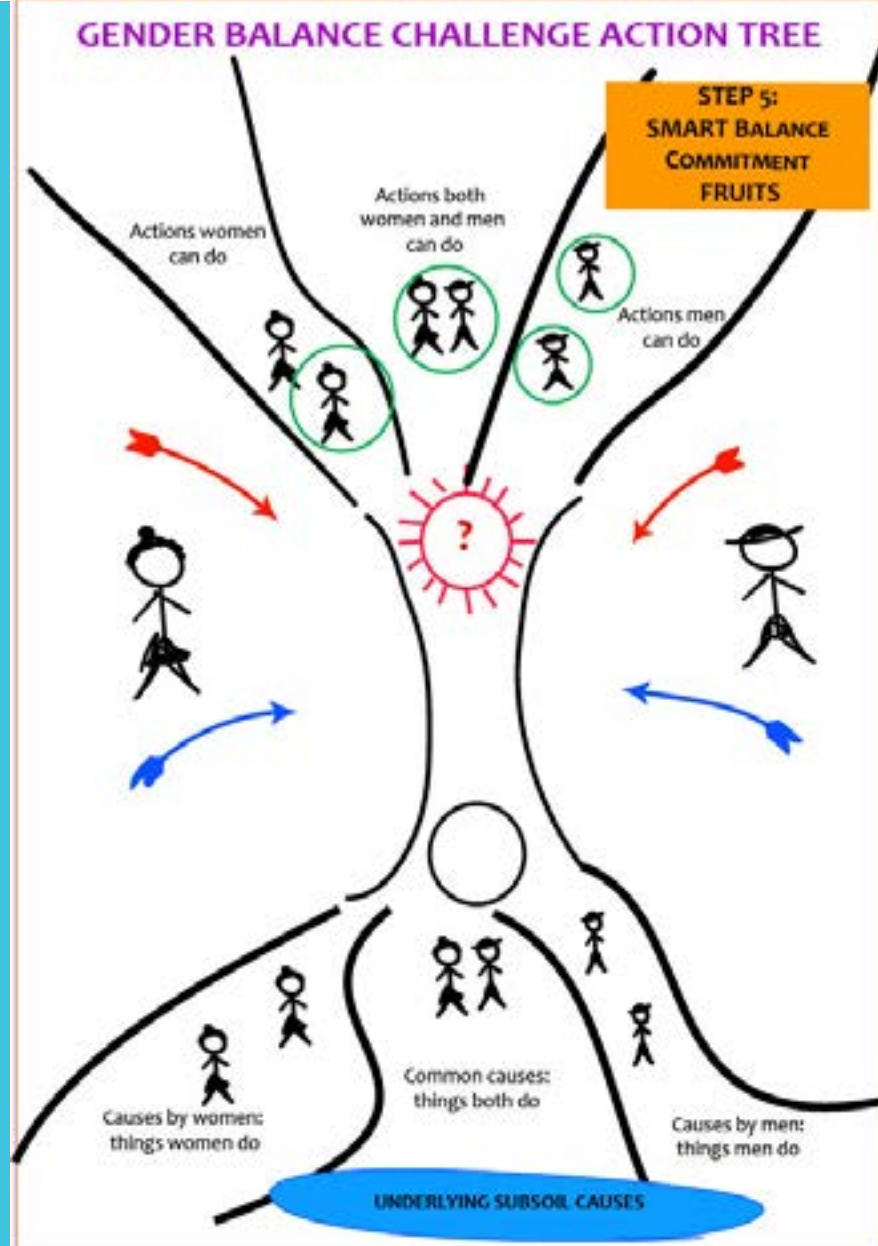 GENDER BALANCE CHALLENGE ACTION TREE
STEP 5:
SMART BALANCE
COMMITMENT
FRUITS
Actions women
can do
Actions both
women and men
can do
Actions men
can do
?
Causes by women:
things women do
Common causes:
things both do
Causes by men:
things men do
UNDERLYING SUBSOIL CAUSES